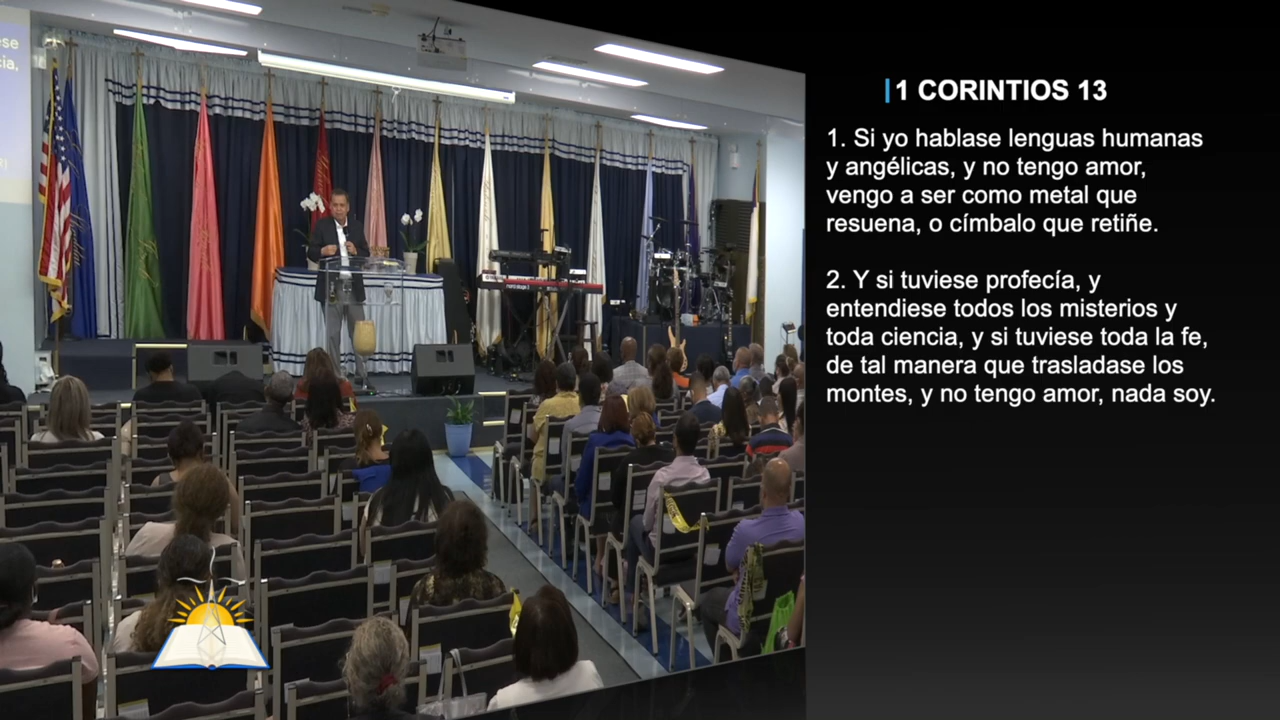 ese
cia,
1 CORINTIOS 13
1. Si yo hablase lenguas humanas
y angélicas, y no tengo amor,
vengo a ser como metal que
resuena, o címbalo que retiñe.
2. Y si tuviese profecía, y
entendiese todos los misterios y
toda ciencia, y si tuviese toda la fe,
de tal manera que trasladase los
montes, y no tengo amor, nada soy.